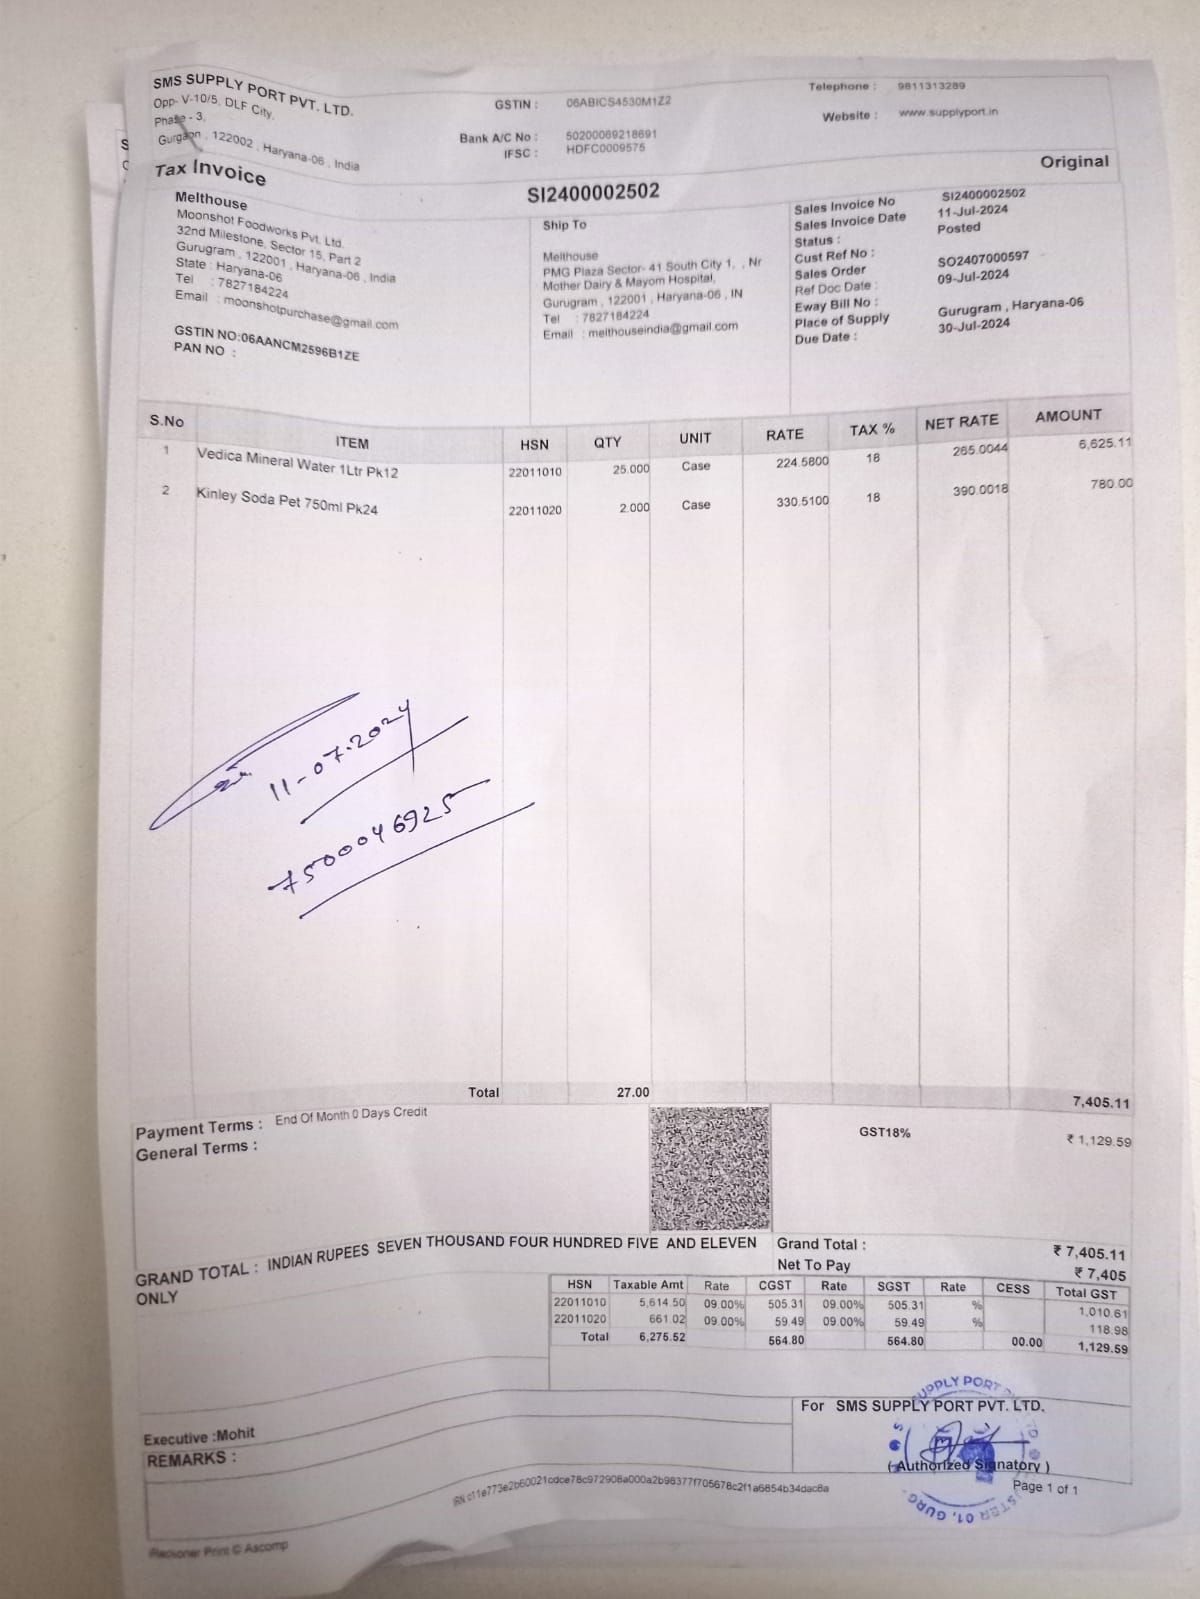 SMS SUPPLY PORT PVT. LTD.
Opp- V-10/5, DLF City,
Phase - 3,
Gurgaon , 122002 , Haryana-06 , India
GSTIN : 06ABICS4530M1Z2
Bank A/C No : 50200069218691
IFSC : HDFC0009575
Telephone : 9811313289
Website : www.supplyport.in
Tax Invoice
SI2400002502
Original
Melthouse
Moonshot Foodworks Pvt. Ltd.
32nd Milestone, Sector 15, Part 2
Gurugram , 122001 , Haryana-06 , India
State : Haryana-06
Tel : 7827184224
Email : moonshotpurchase@gmail.com
GSTIN NO:06AANCM2596B1ZE
PAN NO :
Ship To
Melthouse
PMG Plaza Sector- 41 South City 1, , Nr
Mother Dairy & Mayom Hospital,
Gurugram , 122001 , Haryana-06 , IN
Tel : 7827184224
Email : melthouseindia@gmail.com
Sales Invoice No SI2400002502
Sales Invoice Date 11-Jul-2024
Status : Posted
Cust Ref No :
Sales Order SO2407000597
Ref Doc Date : 09-Jul-2024
Eway Bill No :
Place of Supply Gurugram , Haryana-06
Due Date : 30-Jul-2024
S.No ITEM HSN QTY UNIT RATE TAX % NET RATE AMOUNT
1 Vedica Mineral Water 1Ltr Pk12 22011010 25.000 Case 224.5800 18 265.0044 6,625.11
2 Kinley Soda Pet 750ml Pk24 22011020 2.000 Case 330.5100 18 390.0018 780.00
11-07-2024
7500046925
Total 27.00 7,405.11
Payment Terms : End Of Month 0 Days Credit
General Terms :
GST18% ₹ 1,129.59
GRAND TOTAL : INDIAN RUPEES SEVEN THOUSAND FOUR HUNDRED FIVE AND ELEVEN
ONLY
Grand Total : ₹ 7,405.11
Net To Pay ₹ 7,405
HSN Taxable Amt Rate CGST Rate SGST Rate CESS Total GST
22011010 5,614.50 09.00% 505.31 09.00% 505.31 % 1,010.61
22011020 661.02 09.00% 59.49 09.00% 59.49 % 118.98
Total 6,275.52 564.80 564.80 00.00 1,129.59
Executive :Mohit
REMARKS :
For SMS SUPPLY PORT PVT. LTD.
SUPPLY PORT
( Authorized Signatory )
Page 1 of 1
Reckoner Print © Ascomp